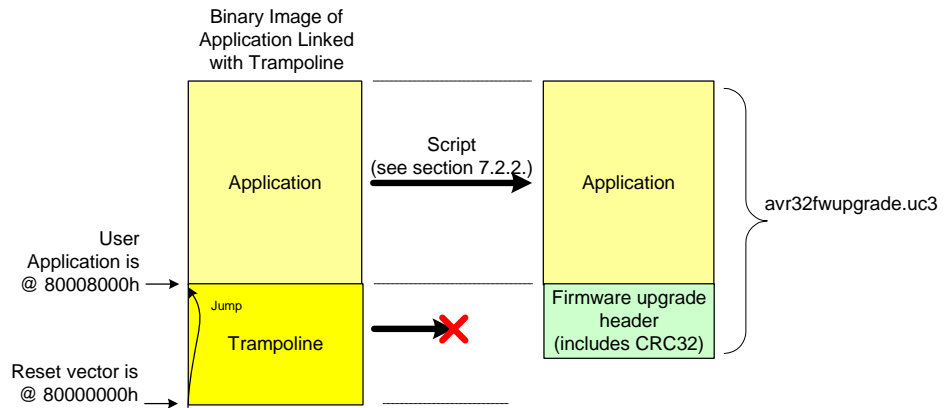 Binary Image of
Application Linked
with Trampoline
Script
(see section 7.2.2.)
Application
Application
avr32fwupgrade.uc3
User
Application is
@ 80008000h
Jump
Trampoline
Firmware upgrade
header
(includes CRC32)
Reset vector is
@ 80000000h